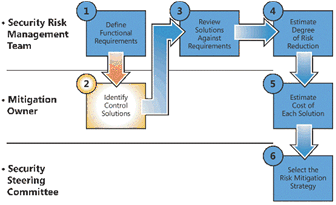 • Security Risk
Management
Team
1
Define
Functional
Requirements
3
Review
Solutions
Against
Requirements
4
Estimate
Degree
of Risk
Reduction
• Mitigation
Owner
2
Identify
Control
Solutions
5
Estimate
Cost of
Each Solution
• Security
Steering
Committee
6
Select the
Risk Mitigation
Strategy